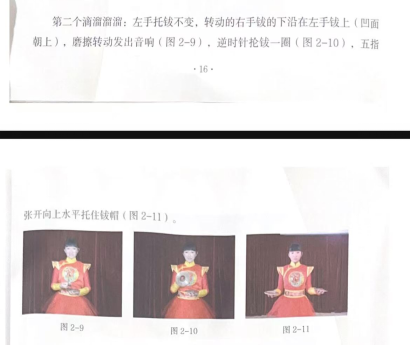 第二个滴溜溜溜：左手托钹不变，转动的右手钹的下沿在左手钹上（凹面
朝上），磨擦转动发出音响（图2-9），逆时针抡钹一圈（图2-10），五指
·16·
张开向上水平托住钹帽（图2-11）。
图2-9
图2-10
图2-11